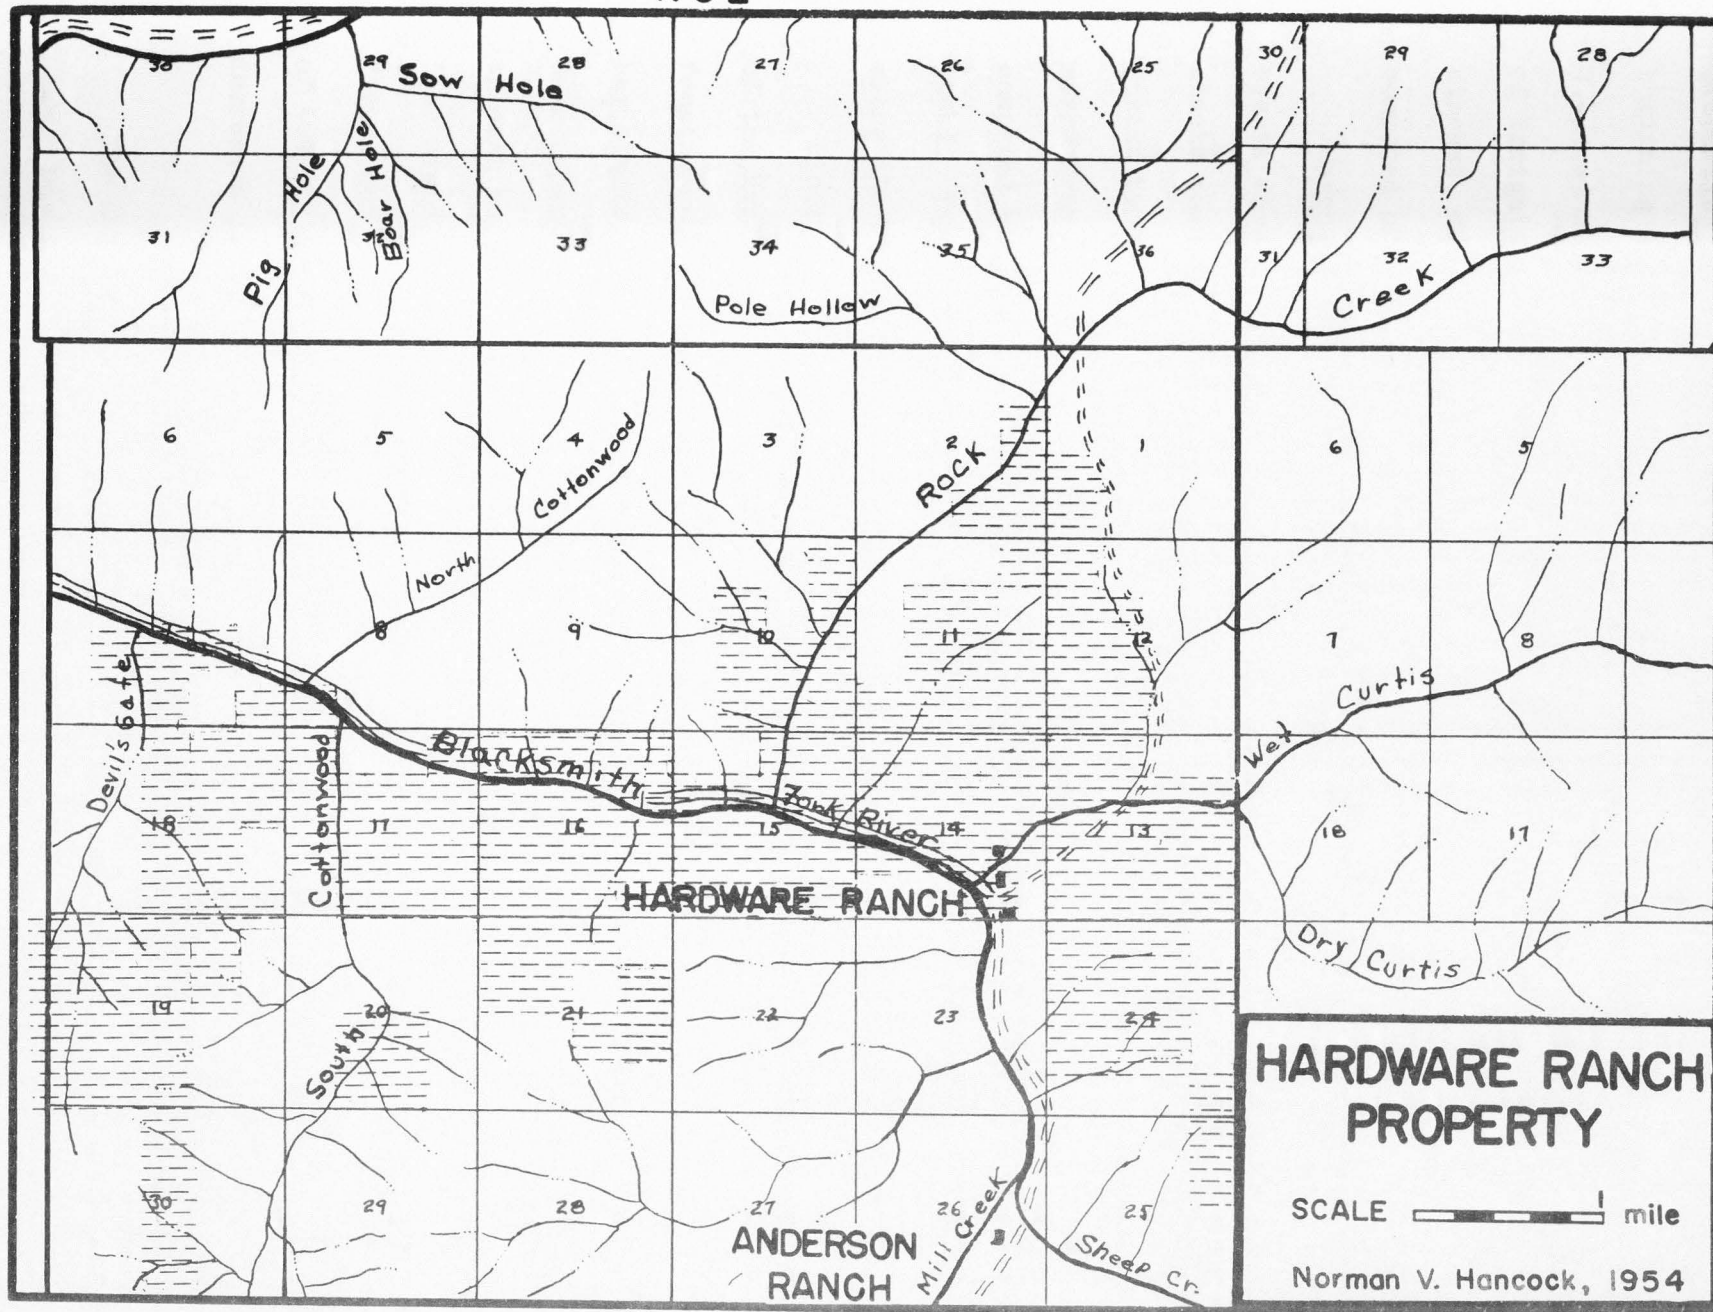 30 29 28 27 26 25 30 29 28
Sow Hole
Pig Hole
Boar Hole
31 33 34 35 36 31 32 33
Pole Hollow
Rock Creek
6 5 4 3 2 1 6 5
North Cottonwood
8 9 10 11 12 7 8
Devil's Gate
Wet Curtis
Blacksmith Fork River
South Cottonwood
18 17 16 15 14 13 18 17
HARDWARE RANCH
Dry Curtis
19 20 21 22 23 24
30 29 28 27 26 25
ANDERSON
RANCH
Mill Creek
Sheep Cr.
HARDWARE RANCH
PROPERTY
SCALE 1 mile
Norman V. Hancock, 1954